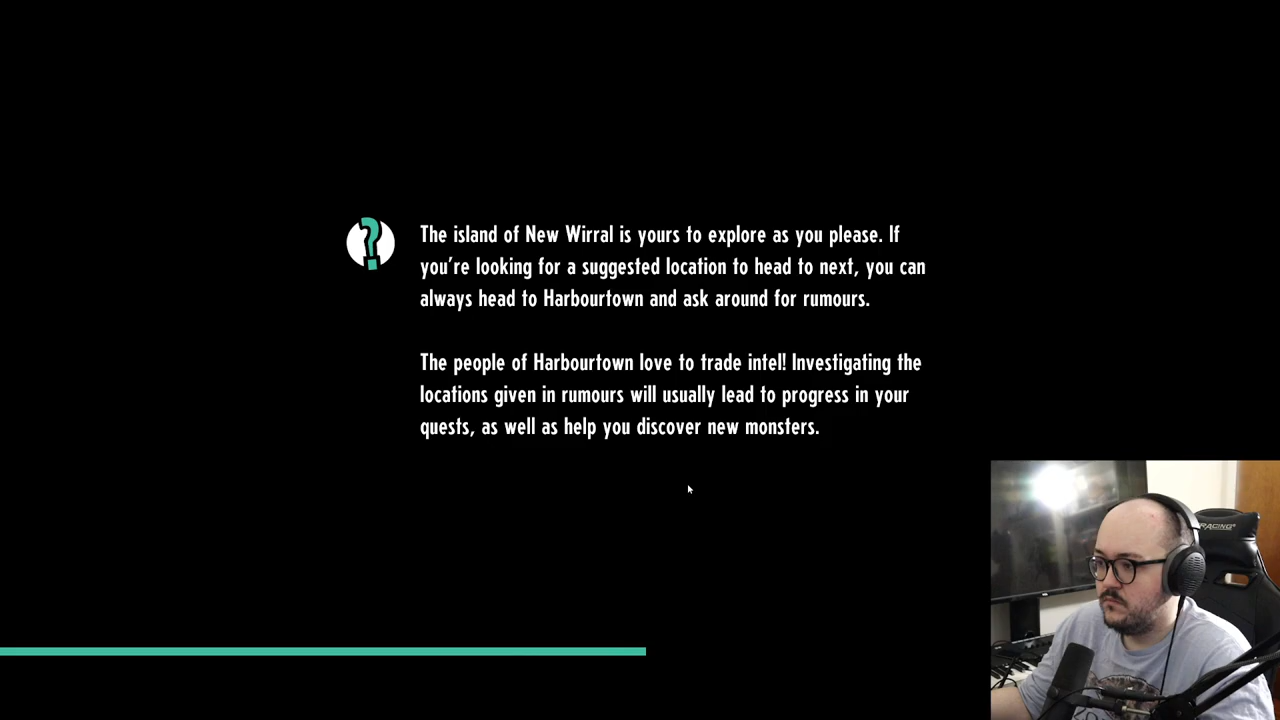 The island of New Wirral is yours to explore as you please. If
you're looking for a suggested location to head to next, you can
always head to Harbourtown and ask around for rumours.
The people of Harbourtown love to trade intel! Investigating the
locations given in rumours will usually lead to progress in your
quests, as well as help you discover new monsters.
RACING